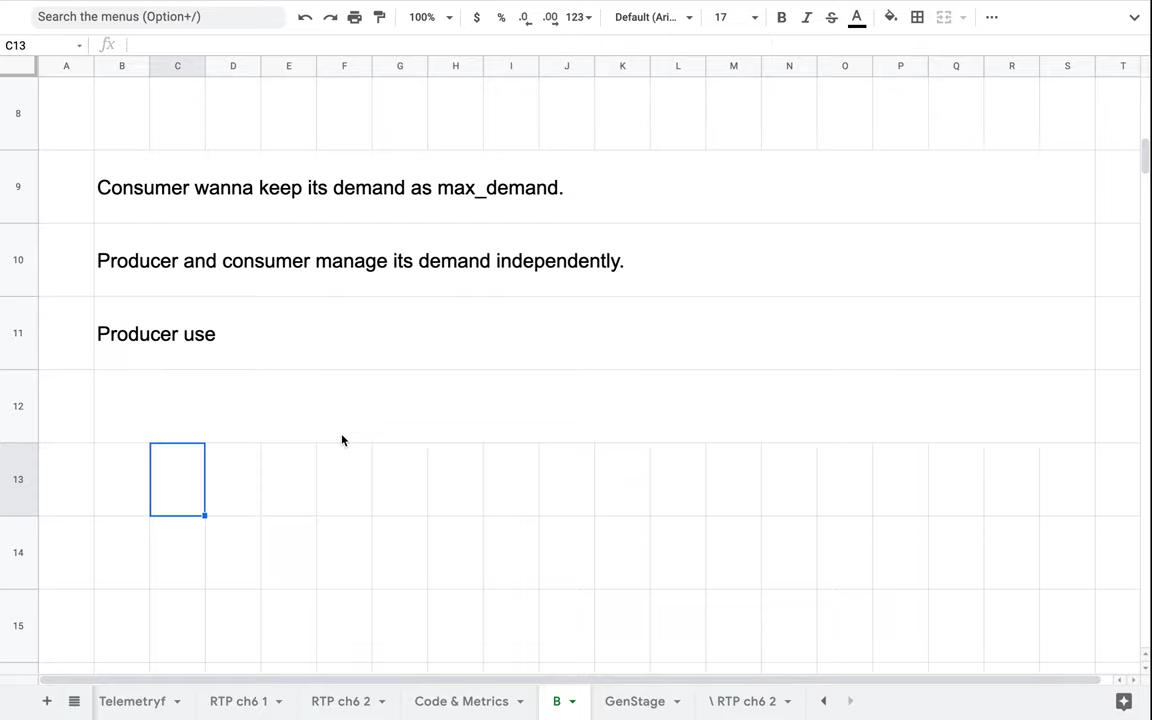 Search the menus (Option+/) 100% $ % .0 .00 123 Default (Ari... 17 B I S A
C13 fx
A B C D E F G H I J K L M N O P Q R S T
8
9 Consumer wanna keep its demand as max_demand.
10 Producer and consumer manage its demand independently.
11 Producer use
12
13
14
15
+ Telemetryf RTP ch6 1 RTP ch6 2 Code & Metrics B GenStage \ RTP ch6 2